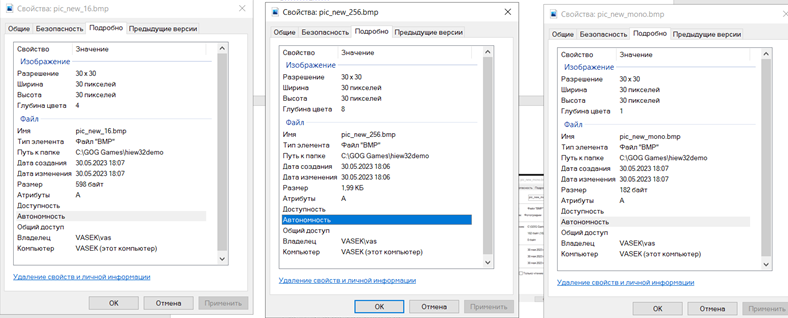 Свойства: pic_new_16.bmp
Общие Безопасность Подробно Предыдущие версии
Свойство Значение
Изображение
Разрешение 30 x 30
Ширина 30 пикселей
Высота 30 пикселей
Глубина цвета 4
Файл
Имя pic_new_16.bmp
Тип элемента Файл "BMP"
Путь к папке C:\GOG Games\hiew32demo
Дата создания 30.05.2023 18:07
Дата изменения 30.05.2023 18:07
Размер 598 байт
Атрибуты A
Доступность
Автономность
Общий доступ
Владелец VASEK\vas
Компьютер VASEK (этот компьютер)
Удаление свойств и личной информации
OK Отмена Применить
Свойства: pic_new_256.bmp
Общие Безопасность Подробно Предыдущие версии
Свойство Значение
Изображение
Разрешение 30 x 30
Ширина 30 пикселей
Высота 30 пикселей
Глубина цвета 8
Файл
Имя pic_new_256.bmp
Тип элемента Файл "BMP"
Путь к папке C:\GOG Games\hiew32demo
Дата создания 30.05.2023 18:06
Дата изменения 30.05.2023 18:06
Размер 1,99 КБ
Атрибуты A
Доступность
Автономность
Общий доступ
Владелец VASEK\vas
Компьютер VASEK (этот компьютер)
Удаление свойств и личной информации
OK Отмена Применить
Свойства: pic_new_mono.bmp
Общие Безопасность Подробно Предыдущие версии
Свойство Значение
Изображение
Разрешение 30 x 30
Ширина 30 пикселей
Высота 30 пикселей
Глубина цвета 1
Файл
Имя pic_new_mono.bmp
Тип элемента Файл "BMP"
Путь к папке C:\GOG Games\hiew32demo
Дата создания 30.05.2023 18:07
Дата изменения 30.05.2023 18:07
Размер 182 байт
Атрибуты A
Доступность
Автономность
Общий доступ
Владелец VASEK\vas
Компьютер VASEK (этот компьютер)
Удаление свойств и личной информации
OK Отмена Применить